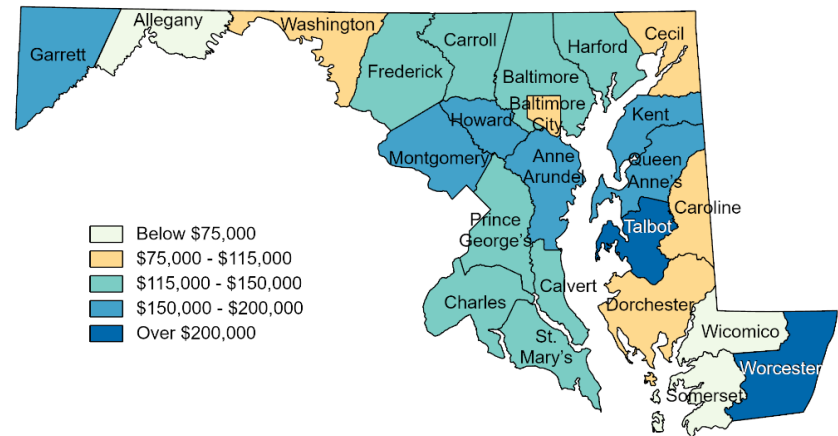 Allegany
Washington
Cecil
Garrett
Carroll
Harford
Frederick
Baltimore
Baltimore
City
Howard
Kent
Montgomery
Anne
Arundel
Queen
Anne's
Caroline
Prince
George's
Talbot
Below $75,000
$75,000 - $115,000
$115,000 - $150,000
$150,000 - $200,000
Over $200,000
Calvert
Charles
Dorchester
St.
Mary's
Wicomico
Worcester
Somerset